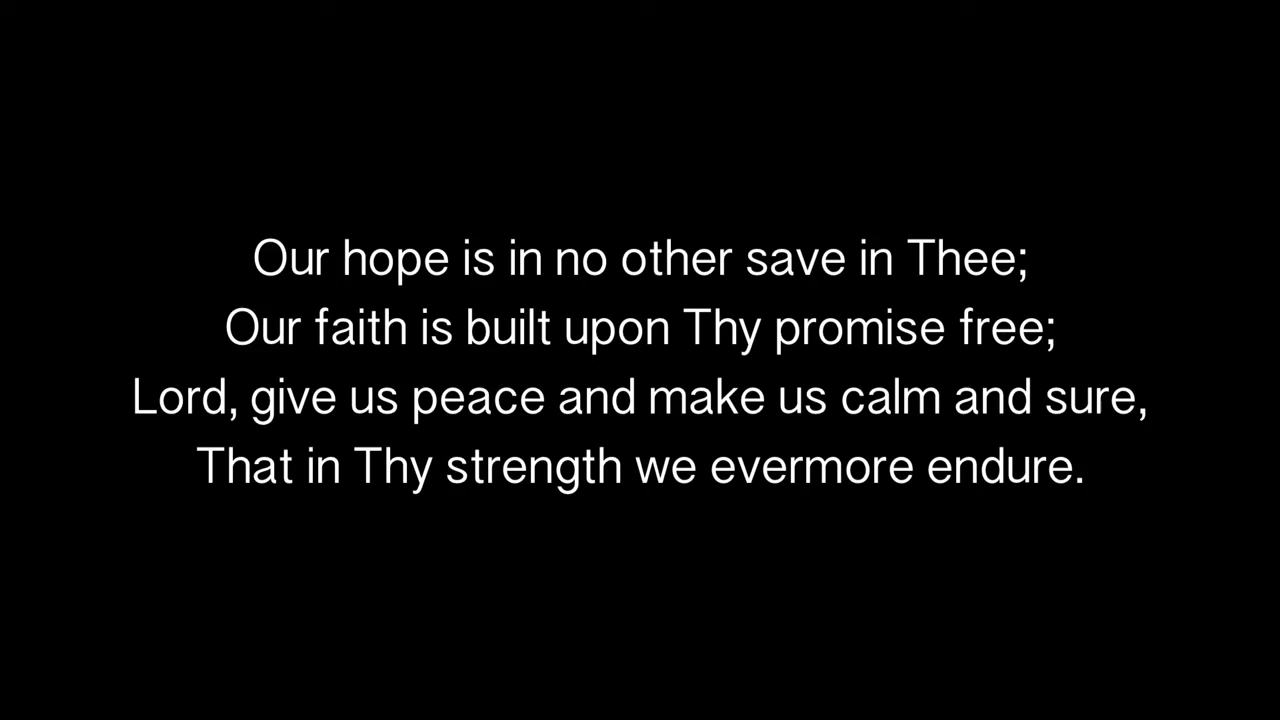 Our hope is in no other save in Thee;
Our faith is built upon Thy promise free;
Lord, give us peace and make us calm and sure,
That in Thy strength we evermore endure.